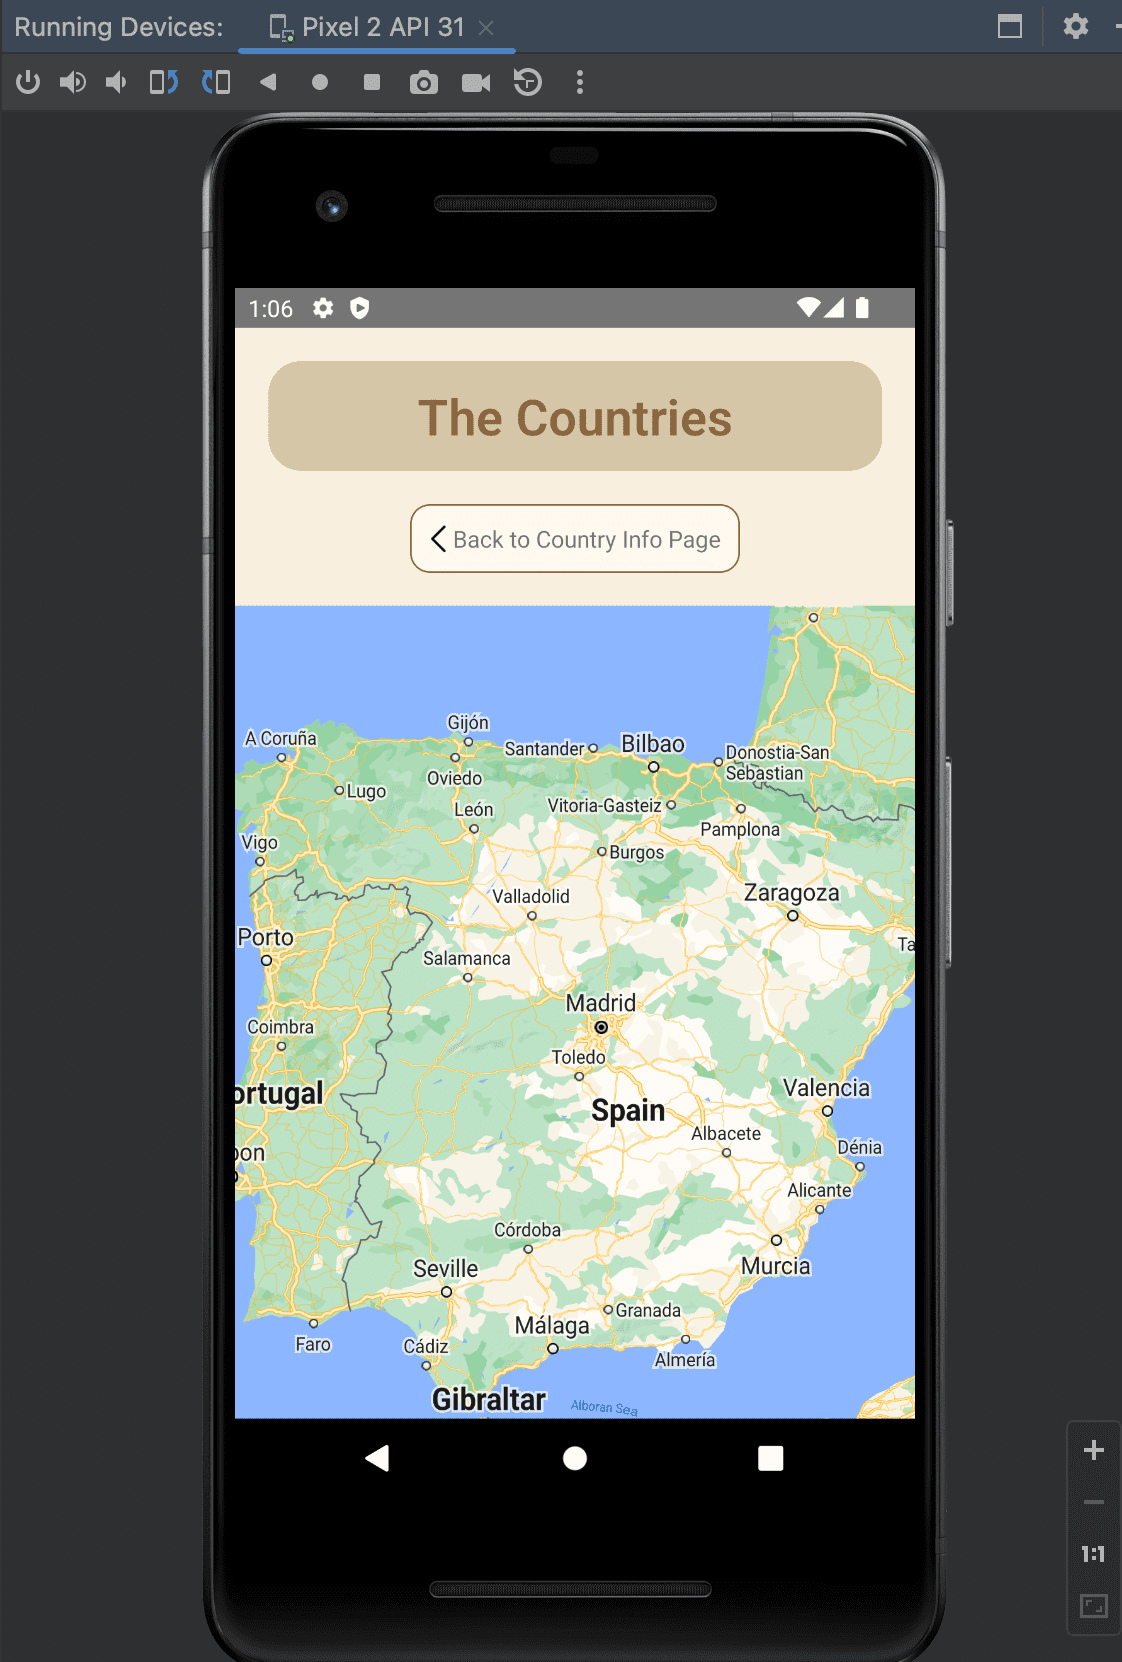 Running Devices:
Pixel 2 API 31
1:06
The Countries
Back to Country Info Page
Gijón
A Coruña
Santander
Bilbao
Donostia-San
Sebastian
Oviedo
Lugo
León
Vitoria-Gasteiz
Pamplona
Vigo
Burgos
Valladolid
Zaragoza
Porto
Ta
Salamanca
Madrid
Coimbra
Toledo
ortugal
Valencia
Spain
Albacete
Dénia
on
Alicante
Córdoba
Seville
Murcia
Granada
Málaga
Faro
Cádiz
Almería
Gibraltar
Alboran Sea
1:1